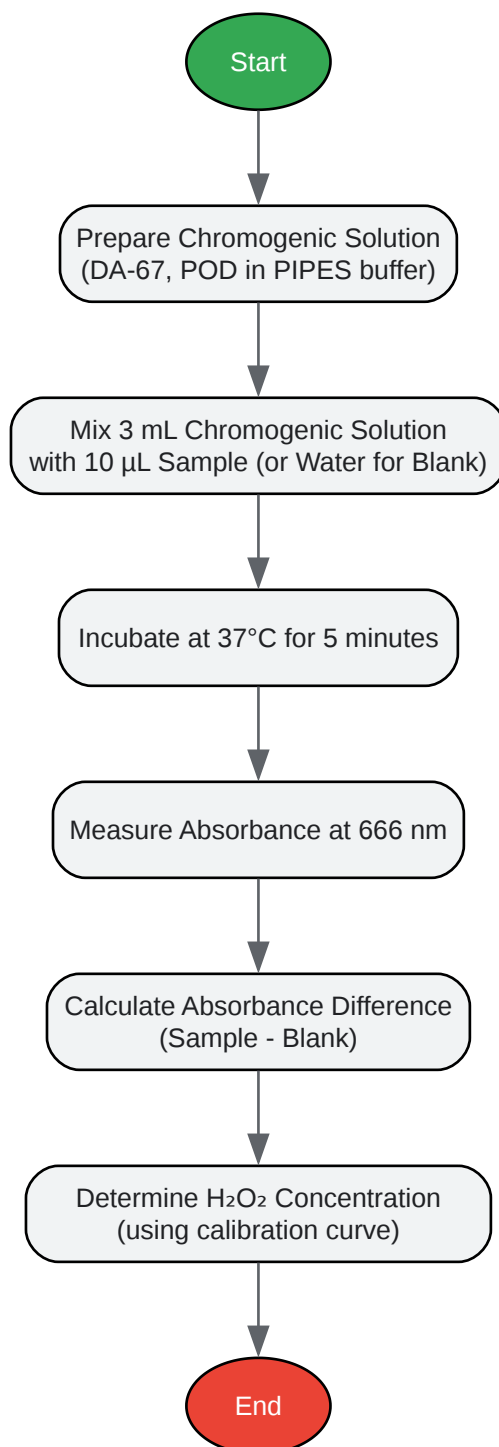 Start
Prepare Chromogenic Solution
(DA-67, POD in PIPES buffer)
Mix 3 mL Chromogenic Solution
with 10 µL Sample (or Water for Blank)
Incubate at 37°C for 5 minutes
Measure Absorbance at 666 nm
Calculate Absorbance Difference
(Sample - Blank)
Determine H₂O₂ Concentration
(using calibration curve)
End